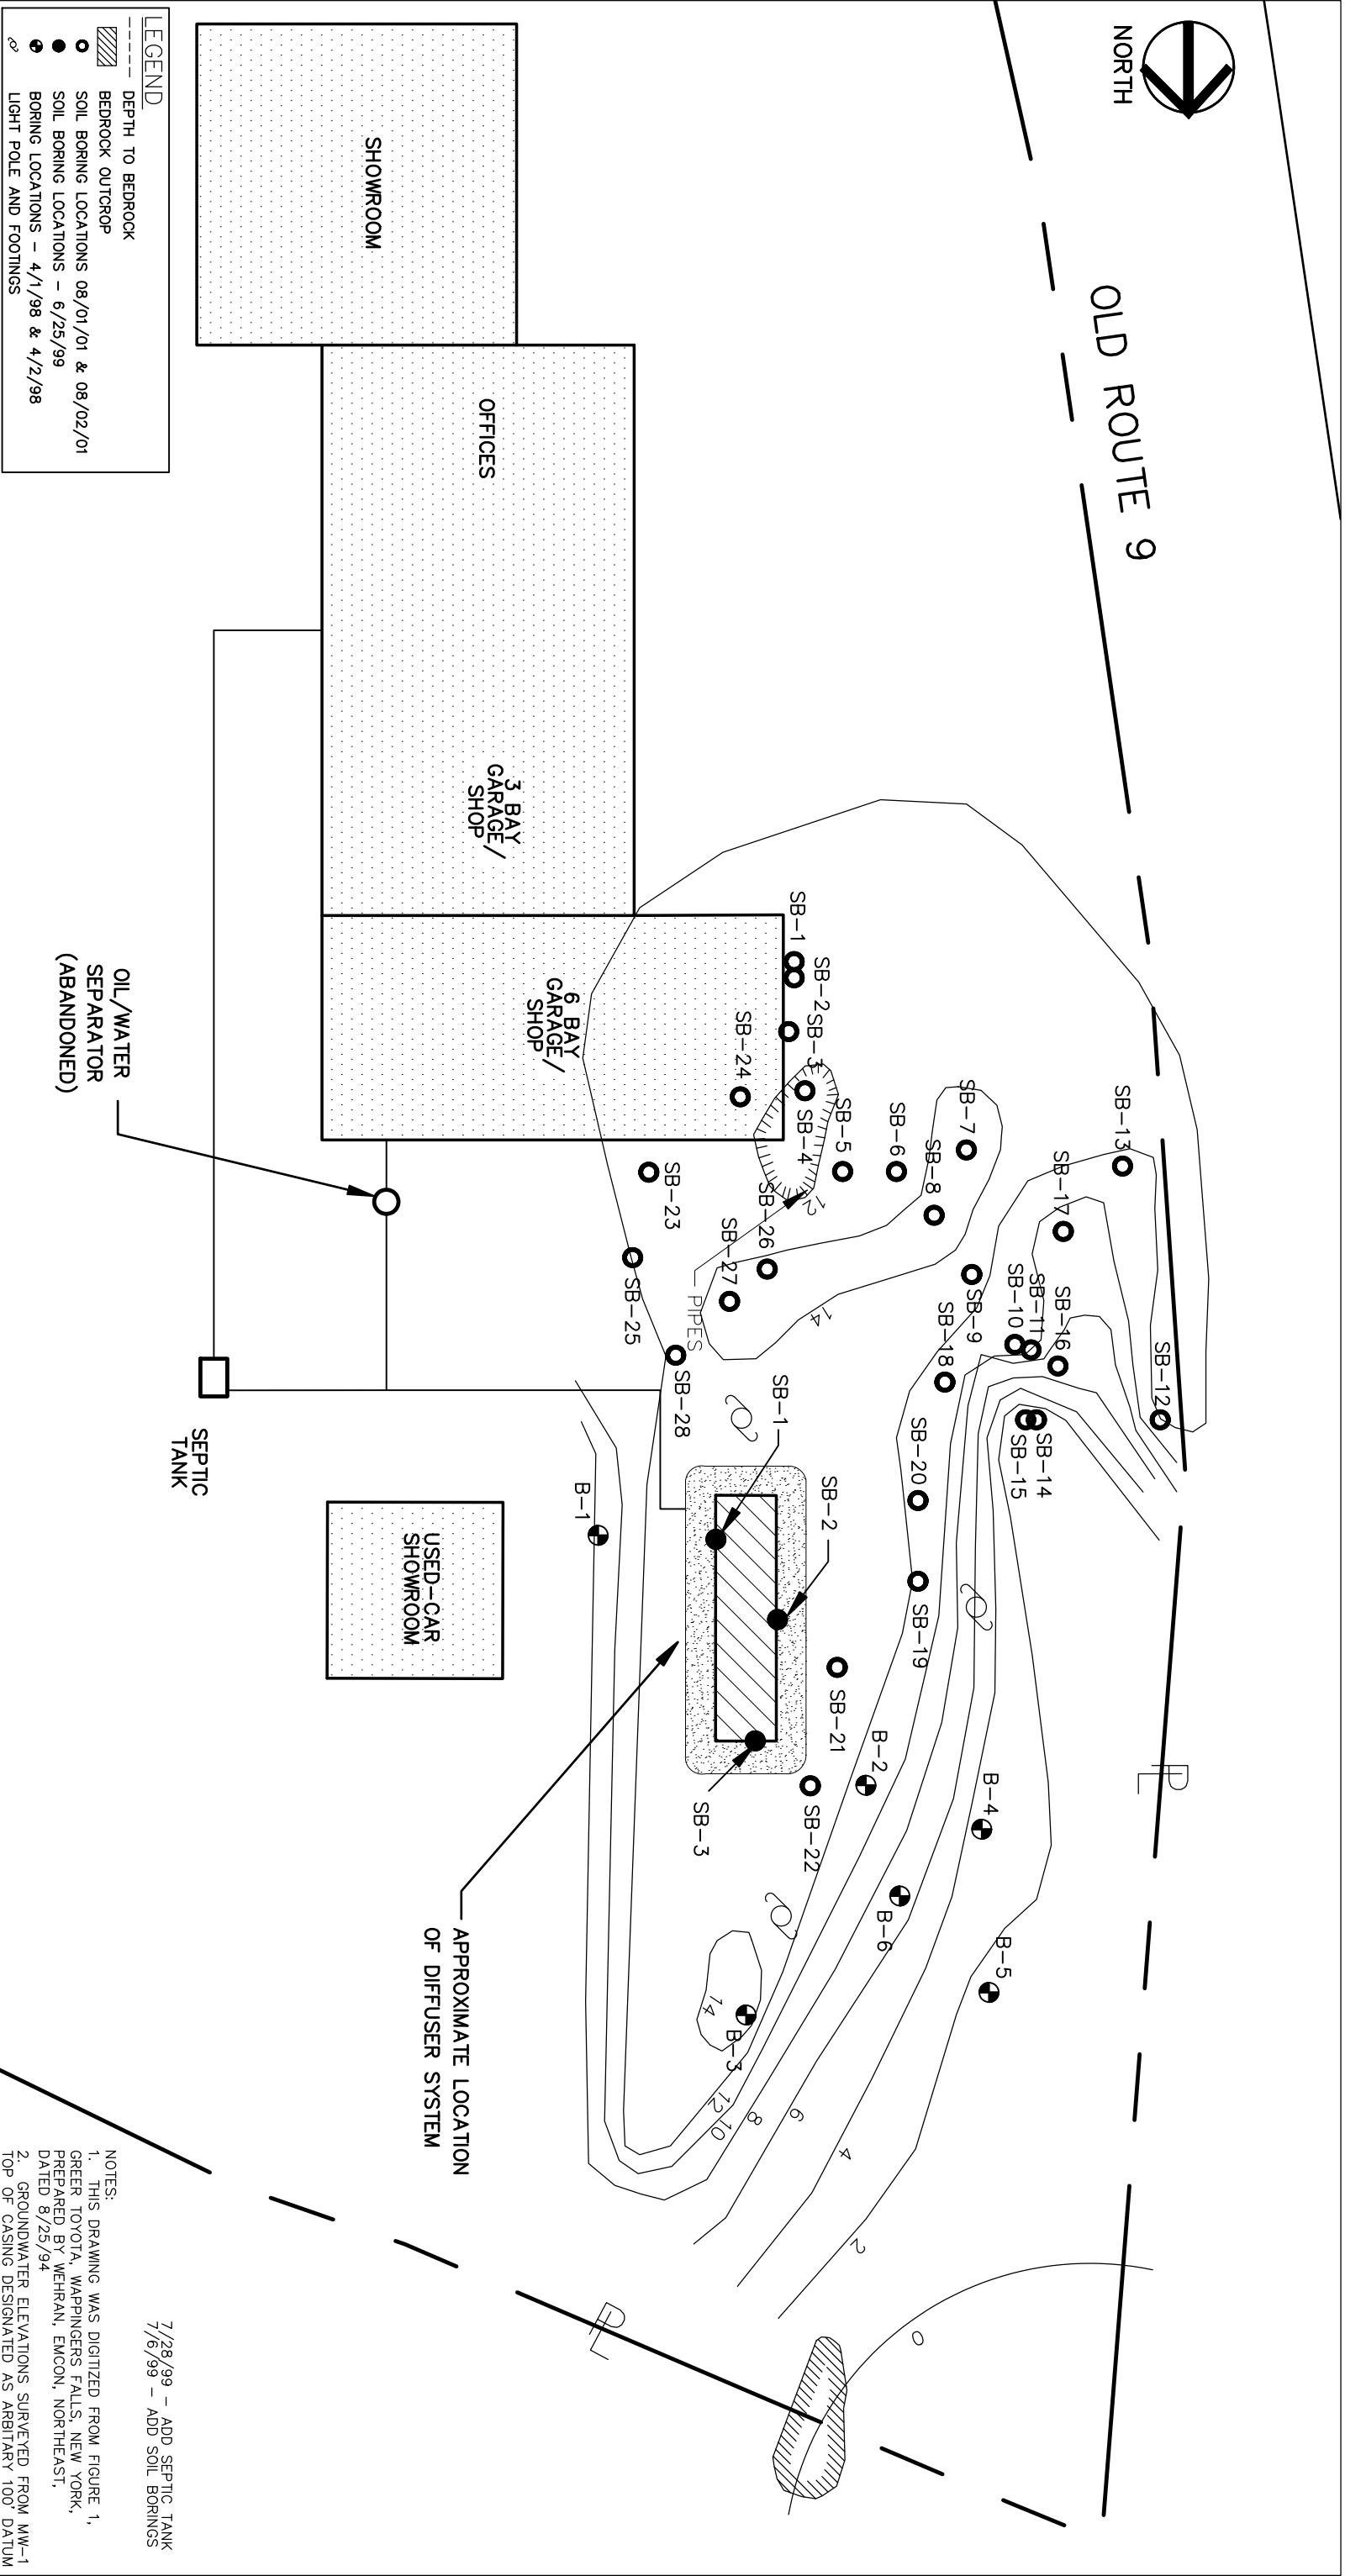 NORTH
OLD ROUTE 9
SHOWROOM
OFFICES
3 BAY
GARAGE/
SHOP
6 BAY
GARAGE/
SHOP
SB-1
SB-2
SB-3
SB-4
SB-24
SB-5
SB-6
SB-7
SB-8
SB-13
SB-17
SB-9
SB-10
SB-11
SB-16
SB-12
SB-18
SB-14
SB-15
SB-20
SB-19
SB-23
SB-25
SB-26
SB-27
SB-28
12
14
PIPES
SB-1
SB-2
SB-3
SB-21
SB-22
B-1
B-2
B-4
B-6
B-5
B-3
14
12
10
8
6
4
2
0
PL
PL
OIL/WATER
SEPARATOR
(ABANDONED)
SEPTIC
TANK
USED-CAR
SHOWROOM
APPROXIMATE LOCATION
OF DIFFUSER SYSTEM
LEGEND
DEPTH TO BEDROCK
BEDROCK OUTCROP
SOIL BORING LOCATIONS 08/01/01 & 08/02/01
SOIL BORING LOCATIONS - 6/25/99
BORING LOCATIONS - 4/1/98 & 4/2/98
LIGHT POLE AND FOOTINGS
7/28/99 - ADD SEPTIC TANK
7/6/99 - ADD SOIL BORINGS
NOTES:
1. THIS DRAWING WAS DIGITIZED FROM FIGURE 1,
GREER TOYOTA, WAPPINGERS FALLS, NEW YORK,
PREPARED BY WEHRAN, EMCON, NORTHEAST,
DATED 8/25/94
2. GROUNDWATER ELEVATIONS SURVEYED FROM MW-1
TOP OF CASING DESIGNATED AS ARBITARY 100' DATUM